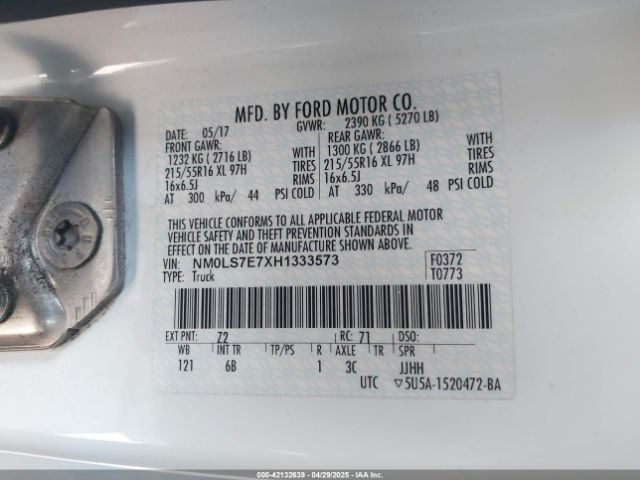 MFD. BY FORD MOTOR CO.
DATE: 05/17 GVWR: 2390 KG ( 5270 LB)
FRONT GAWR: REAR GAWR:
1232 KG ( 2716 LB) 1300 KG ( 2866 LB)
215/55R16 XL 97H TIRES 215/55R16 XL 97H TIRES
16x6.5J RIMS 16x6.5J RIMS
AT 300 kPa/ 44 PSI COLD AT 330 kPa/ 48 PSI COLD
THIS VEHICLE CONFORMS TO ALL APPLICABLE FEDERAL MOTOR
VEHICLE SAFETY AND THEFT PREVENTION STANDARDS IN
EFFECT ON THE DATE OF MANUFACTURE SHOWN ABOVE.
VIN: NM0LS7E7XH1333573 F0372
TYPE: Truck T0773
EXT PNT: Z2 RC: 71 DSO:
WB INT TR TP/PS R AXLE TR SPR
121 6B 1 3C JJHH
UTC ▽5U5A-1520472-BA
000-42132639 - 04/29/2025 - IAAI.COM